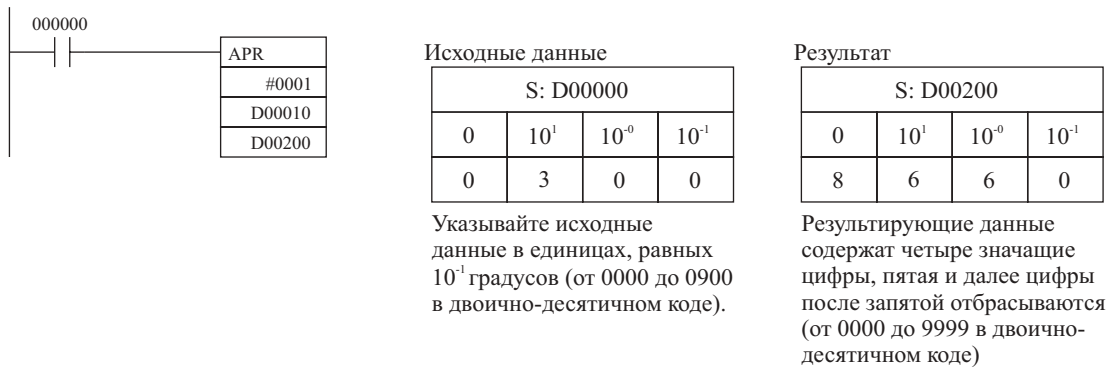 000000
APR
#0001
D00010
D00200
Исходные данные
S: D00000
0 10¹ 10⁻⁰ 10⁻¹
0 3 0 0
Указывайте исходные
данные в единицах, равных
10⁻¹ градусов (от 0000 до 0900
в двоично-десятичном коде).
Результат
S: D00200
0 10¹ 10⁻⁰ 10⁻¹
8 6 6 0
Результирующие данные
содержат четыре значащие
цифры, пятая и далее цифры
после запятой отбрасываются
(от 0000 до 9999 в двоично-
десятичном коде)